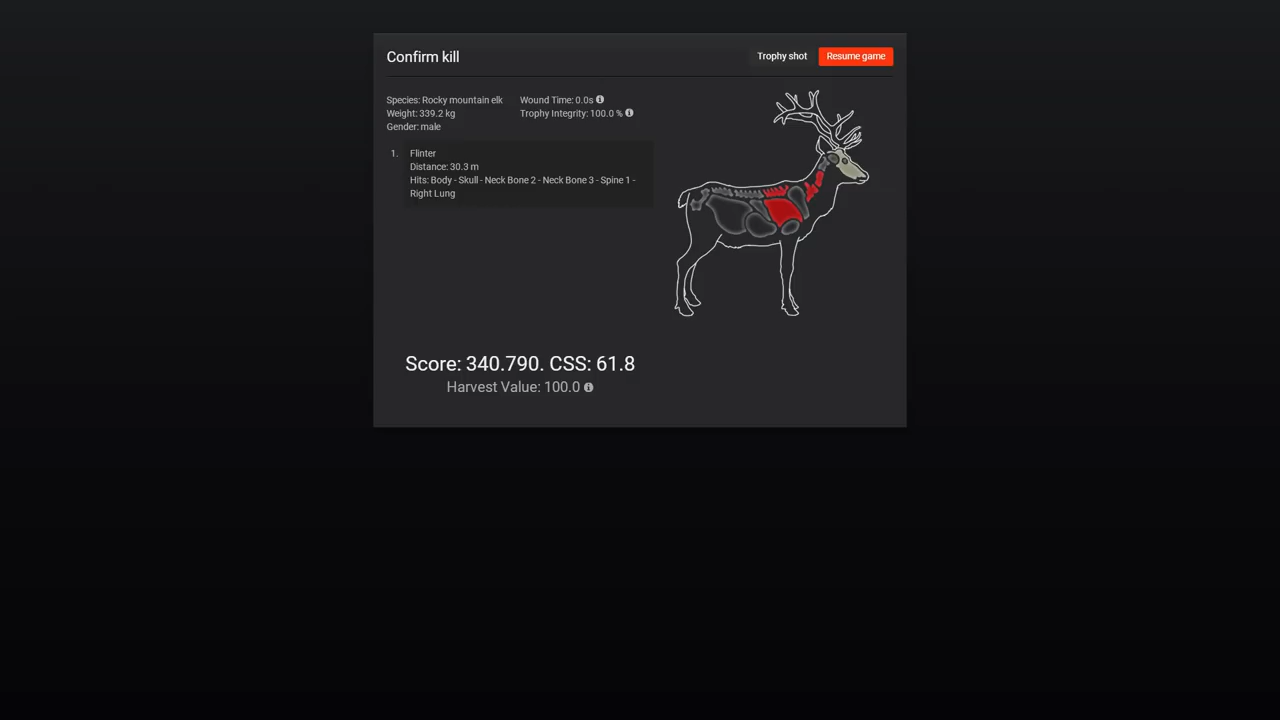 Confirm kill
Trophy shot
Resume game
Species: Rocky mountain elk
Weight: 339.2 kg
Gender: male
Wound Time: 0.0s
Trophy Integrity: 100.0 %
1. Flinter
Distance: 30.3 m
Hits: Body - Skull - Neck Bone 2 - Neck Bone 3 - Spine 1 -
Right Lung
Score: 340.790. CSS: 61.8
Harvest Value: 100.0